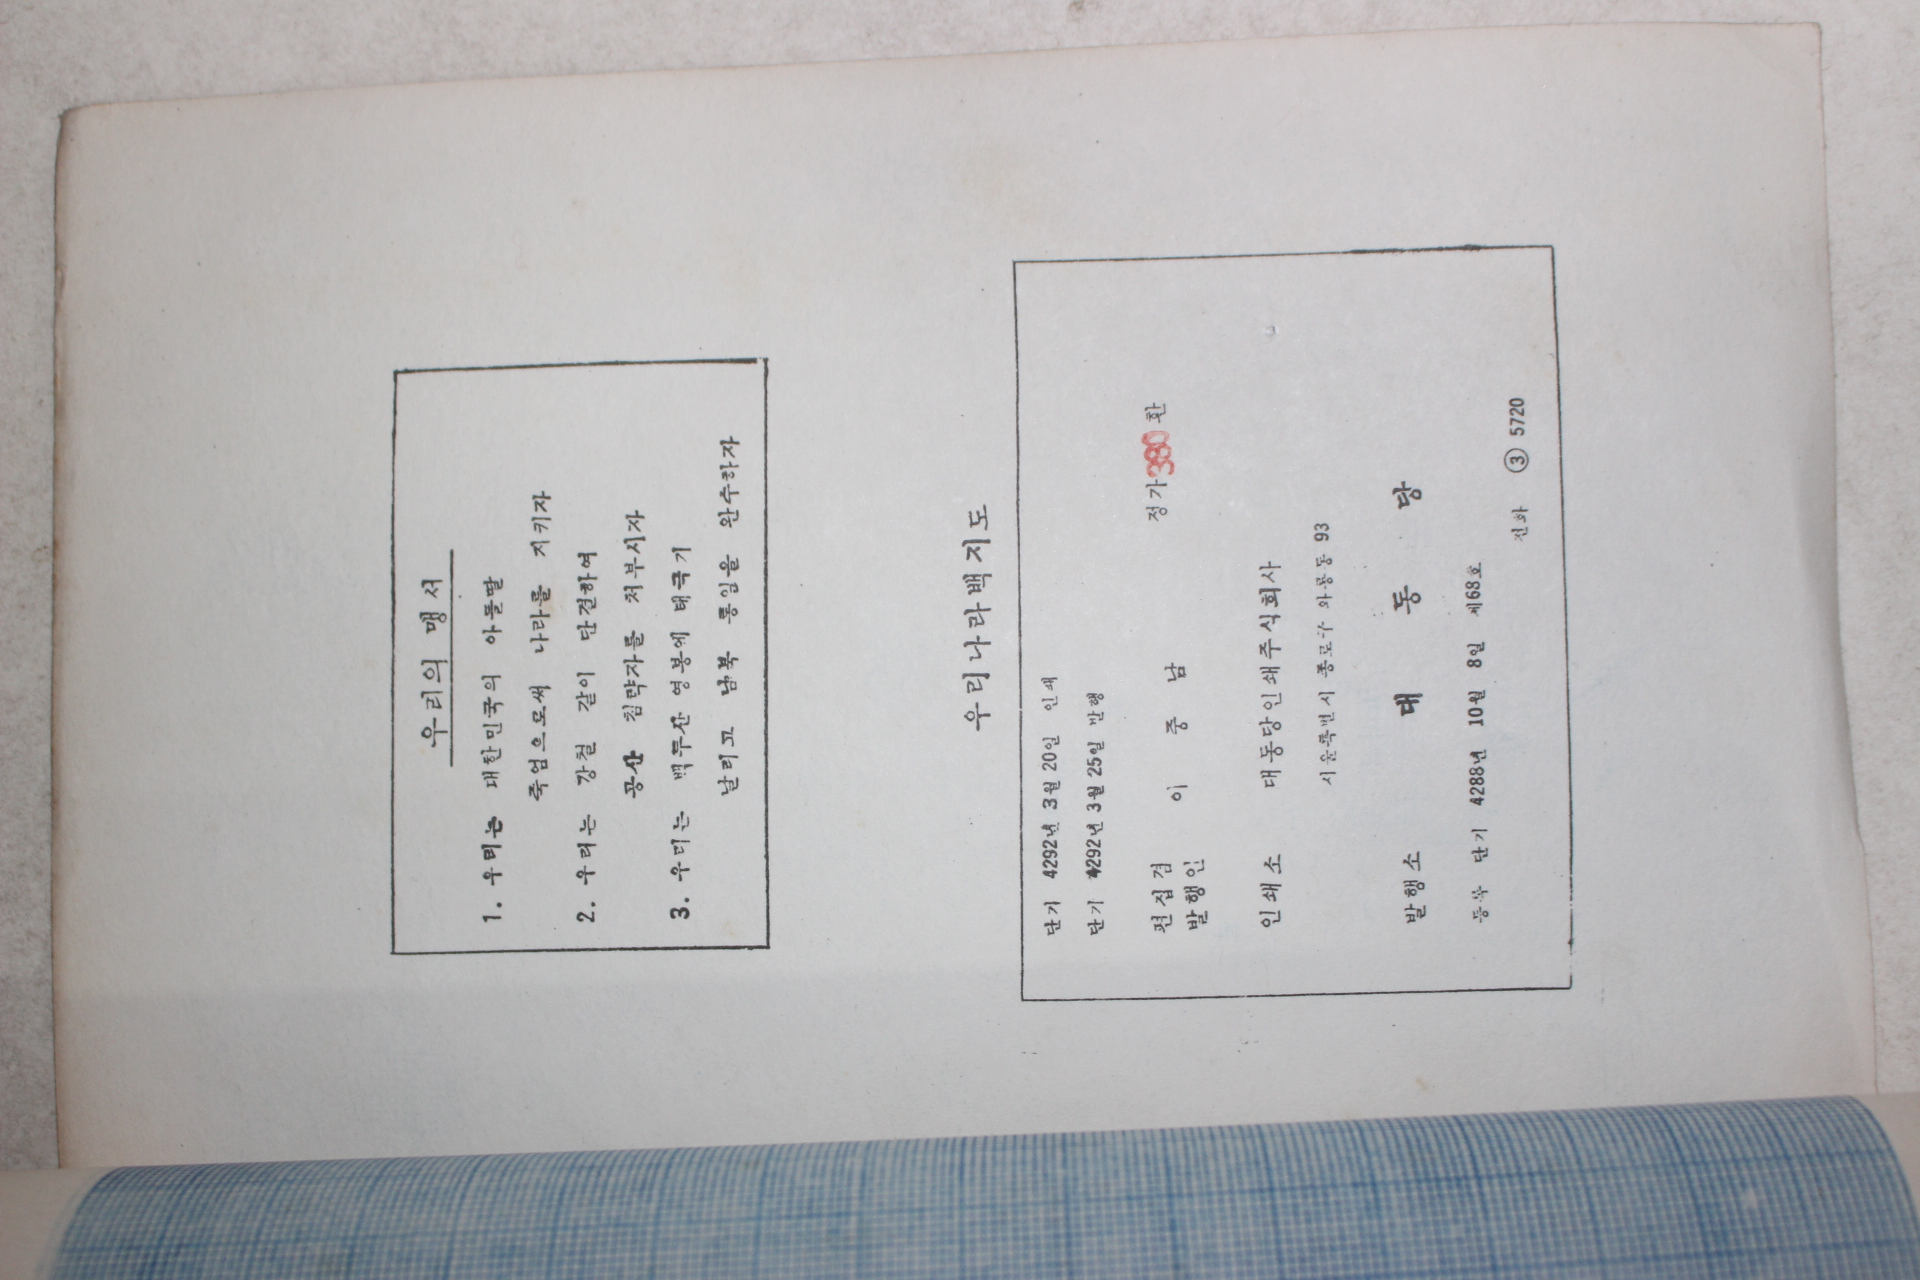 우리의 맹서
1. 우리는 대한민국의 아들딸
죽엄으로써 나라를 지키자
2. 우리는 강철 같이 단결하여
공산 침략자를 처부시자
3. 우리는 백두산 영봉에 태극기
날리고 남북 통일을 완수하자
우리나라백지도
단기 4292년 3월 20일 인쇄
단기 4292년 3월 25일 발행
편집겸
발행인 이 중 남 정가 380 환
인쇄소 대동당인쇄주식회사
시울특별시 종로구 와룡동 93
발행소 대 동 당
등록 단기 4288년 10월 8일 제68호
전화 ③ 5720